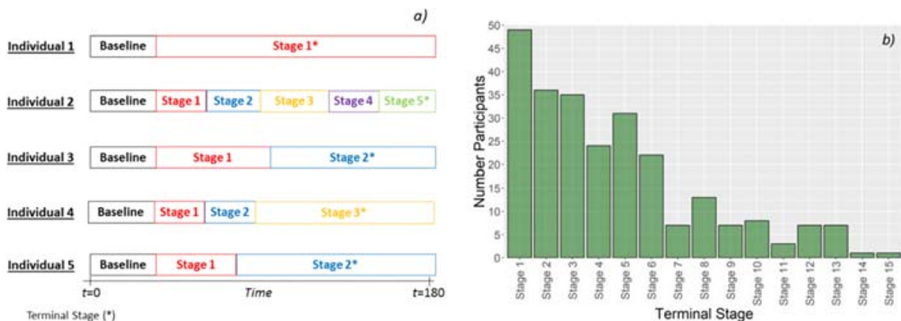 a)
Individual 1 Baseline Stage 1*
Individual 2 Baseline Stage 1 Stage 2 Stage 3 Stage 4 Stage 5*
Individual 3 Baseline Stage 1 Stage 2*
Individual 4 Baseline Stage 1 Stage 2 Stage 3*
Individual 5 Baseline Stage 1 Stage 2*
t=0 Time t=180
Terminal Stage (*)
b)
Number Participants
50
45
40
35
30
25
20
15
10
5
0
Stage 1
Stage 2
Stage 3
Stage 4
Stage 5
Stage 6
Stage 7
Stage 8
Stage 9
Stage 10
Stage 11
Stage 12
Stage 13
Stage 14
Stage 15
Terminal Stage